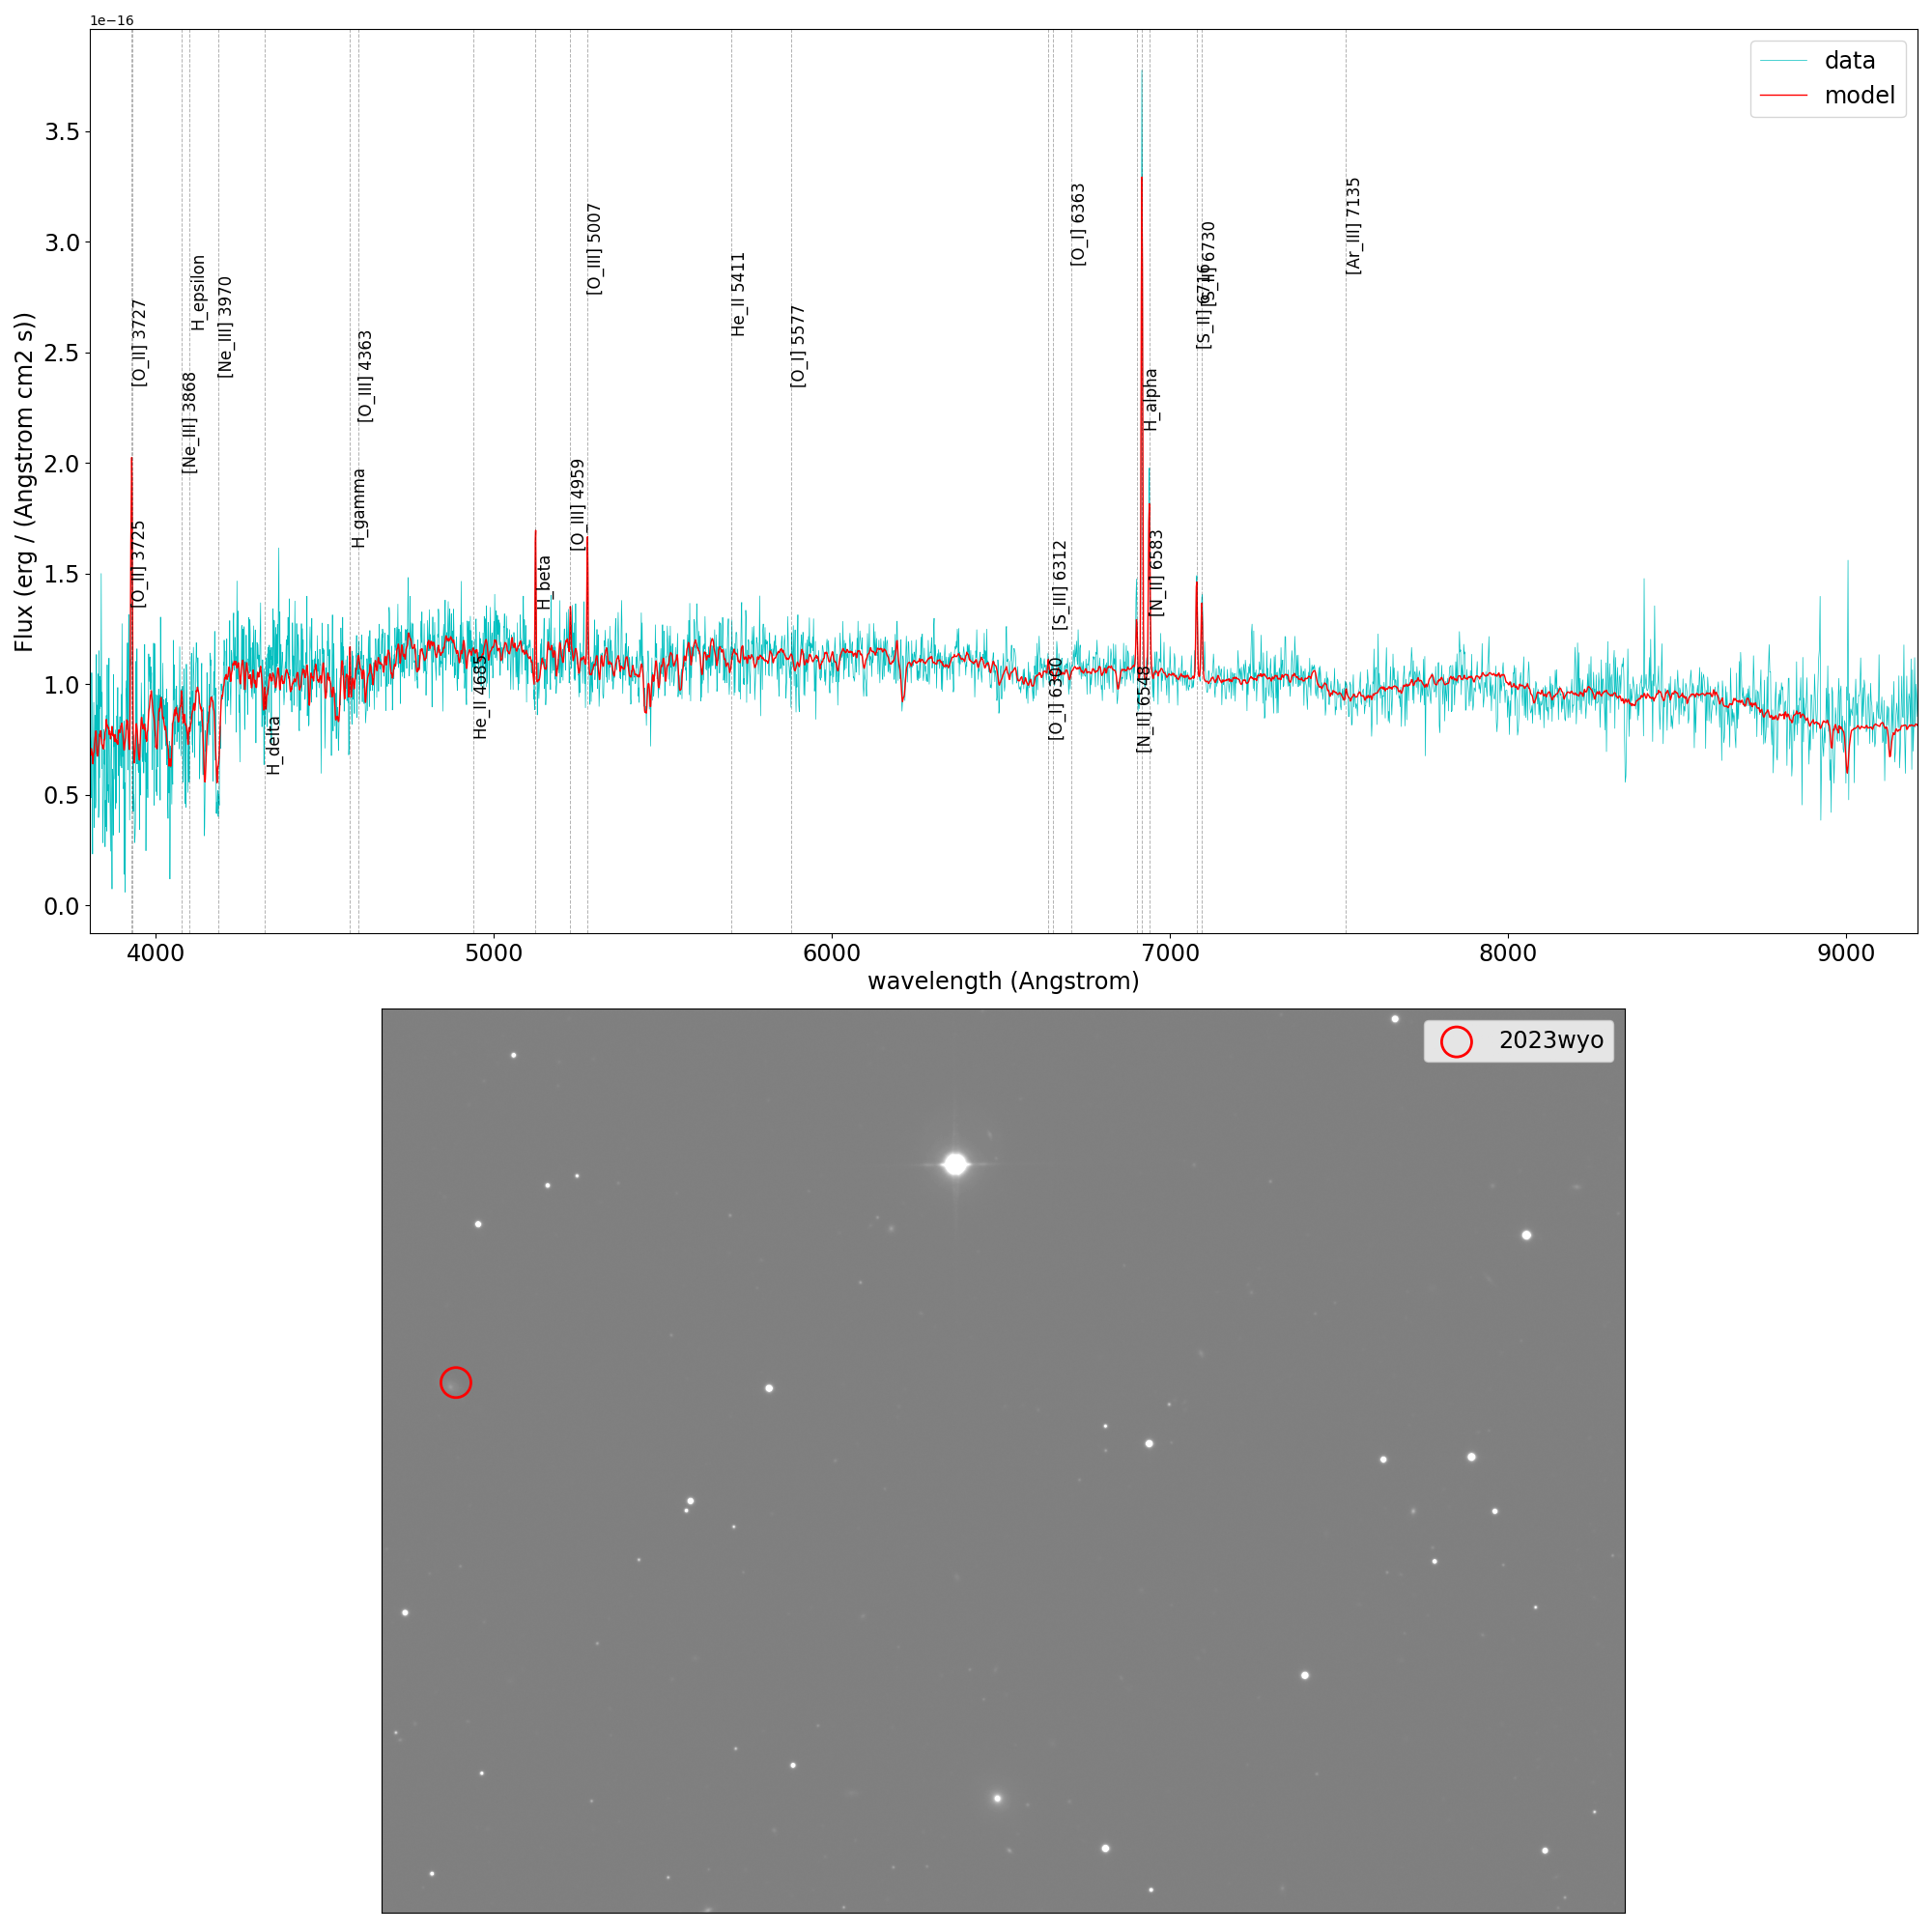 1e−16
data
model
3.5
3.0
2.5
2.0
1.5
1.0
0.5
0.0
Flux (erg / (Angstrom cm2 s))
[O_II] 3725
[O_II] 3727
[Ne_III] 3868
H_epsilon
[Ne_III] 3970
H_delta
H_gamma
[O_III] 4363
He_II 4685
H_beta
[O_III] 4959
[O_III] 5007
He_II 5411
[O_I] 5577
[O_I] 6300
[S_III] 6312
[O_I] 6363
[N_II] 6548
H_alpha
[N_II] 6583
[S_II] 6716
[S_II] 6730
[Ar_III] 7135
4000
5000
6000
7000
8000
9000
wavelength (Angstrom)
2023wyo